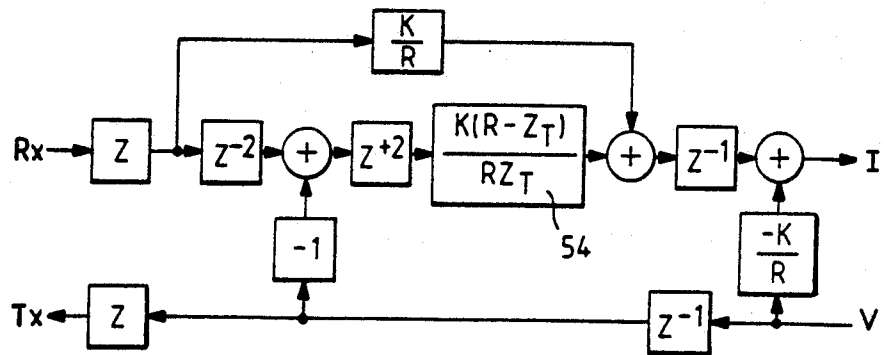 K
R
Rx
Z
Z⁻²
+
Z⁺²
K(R-Z_T)
RZ_T
+
Z⁻¹
+
I
54
-1
-K
R
Tx
Z
Z⁻¹
V